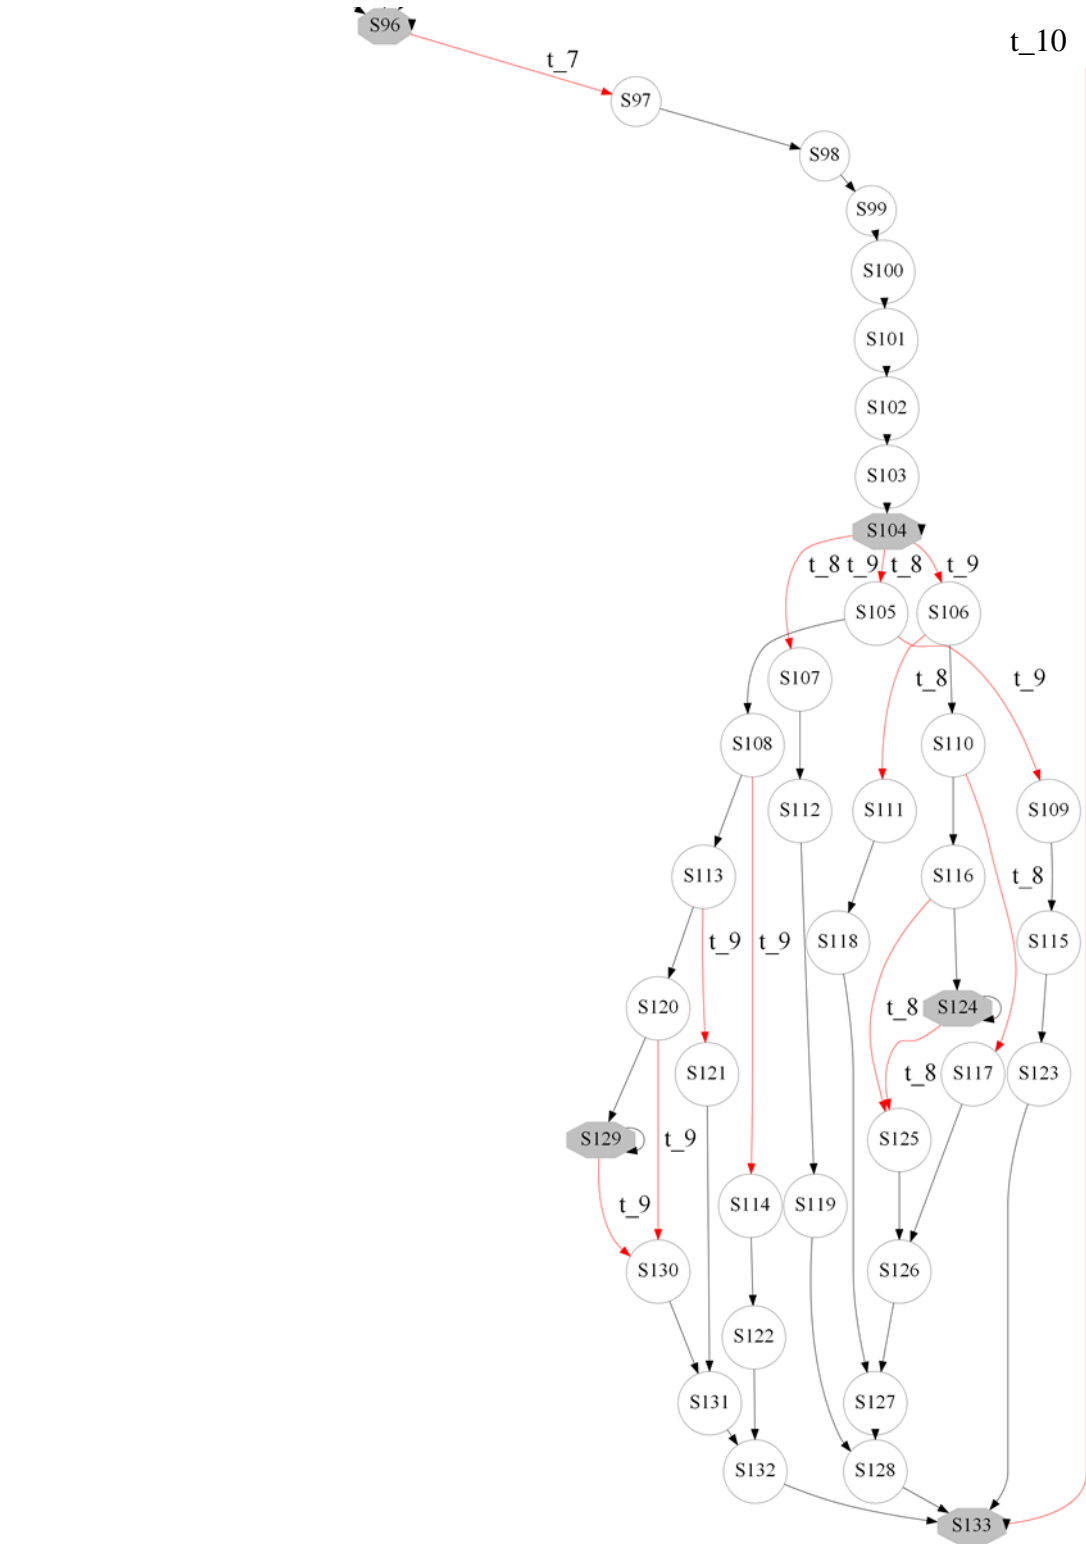 S96
t_10
t_7
S97
S98
S99
S100
S101
S102
S103
S104
t_8 t_9 t_8 t_9
S105 S106
S107
t_8 t_9
S108 S110
S112 S111 S109
S113 S116 t_8
t_9 t_9 S118 S115
S120 t_8 S124
S121 t_8 S117 S123
S129 t_9 S125
t_9 S114 S119
S130 S126
S122
S131 S127
S132 S128
S133